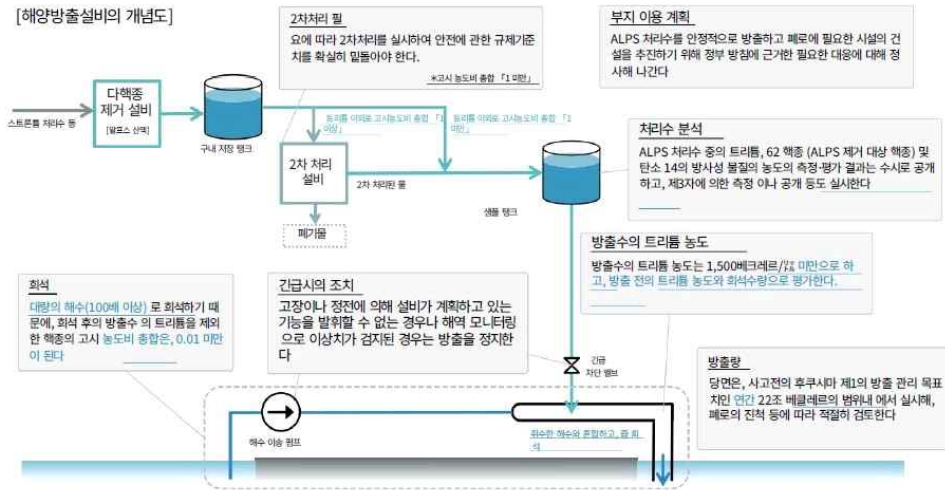 [해양방출설비의 개념도]
2차처리 필
요에 따라 2차처리를 실시하여 안전에 관한 규제기준
치를 확실히 밑돌아야 한다.
*고시 농도비 총합 「1 미만」
부지 이용 계획
ALPS 처리수를 안정적으로 방출하고 폐로에 필요한 시설의 건
설을 추진하기 위해 정부 방침에 근거한 필요한 대응에 대해 정
사해 나간다
스트론튬 처리수 등
다핵종
제거 설비
구내 저장 탱크
트리튬 이외로 고시농도비 총합 「1
이상」
트리튬 이외로 고시농도비 총합 「1
미만」
2차 처리
설비
2차 처리된 물
폐기물
샘플 탱크
처리수 분석
ALPS 처리수 중의 트리튬, 62 핵종 (ALPS 제거 대상 핵종) 및
탄소 14의 방사성 물질의 농도의 측정·평가 결과는 수시로 공개
하고, 제3자에 의한 측정 이나 공개 등도 실시한다
방출수의 트리튬 농도
방출수의 트리튬 농도는 1,500베크레르/ 미만으로 하
고, 방출 전의 트리튬 농도와 희석수량으로 평가한다.
희석
대량의 해수(100배 이상) 로 희석하기 때
문에, 희석 후의 방출수 의 트리튬을 제외
한 핵종의 고시 농도비 총합은, 0.01 미만
이 된다
긴급시의 조치
고장이나 정전에 의해 설비가 계획하고 있는
기능을 발휘할 수 없는 경우나 해역 모니터링
으로 이상치가 검지된 경우는 방출을 정지한
다
긴급
차단 밸브
방출량
당면은, 사고전의 후쿠시마 제1의 방출 관리 목표
치인 연간 22조 베클레르의 범위내 에서 실시해,
폐로의 진척 등에 따라 적절히 검토한다
해수 이송 펌프
취수한 해수와 혼합하고, 흡 희
석